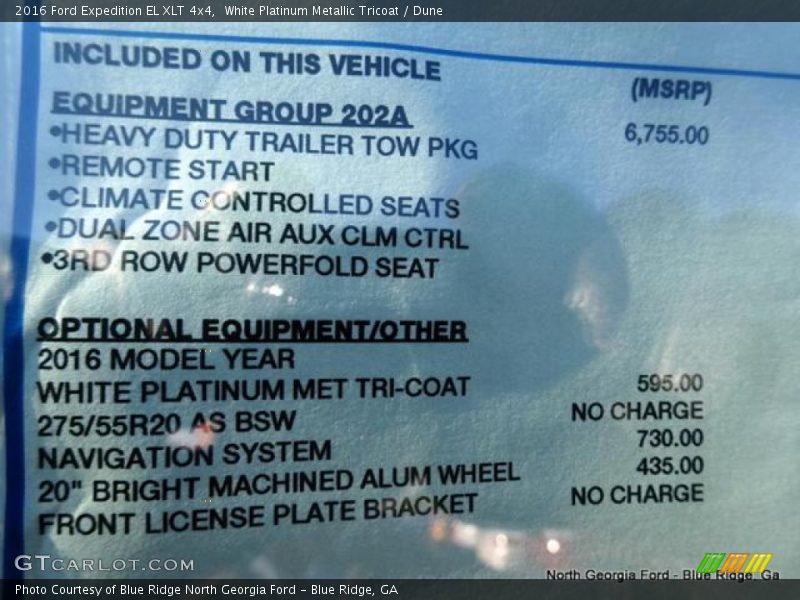 2016 Ford Expedition EL XLT 4x4, White Platinum Metallic Tricoat / Dune
INCLUDED ON THIS VEHICLE
(MSRP)
EQUIPMENT GROUP 202A 6,755.00
•HEAVY DUTY TRAILER TOW PKG
•REMOTE START
•CLIMATE CONTROLLED SEATS
•DUAL ZONE AIR AUX CLM CTRL
•3RD ROW POWERFOLD SEAT
OPTIONAL EQUIPMENT/OTHER
2016 MODEL YEAR
WHITE PLATINUM MET TRI-COAT 595.00
275/55R20 AS BSW NO CHARGE
NAVIGATION SYSTEM 730.00
20" BRIGHT MACHINED ALUM WHEEL 435.00
FRONT LICENSE PLATE BRACKET NO CHARGE
GTCARLOT.COM
North Georgia Ford - Blue Ridge, Ga
Photo Courtesy of Blue Ridge North Georgia Ford - Blue Ridge, GA